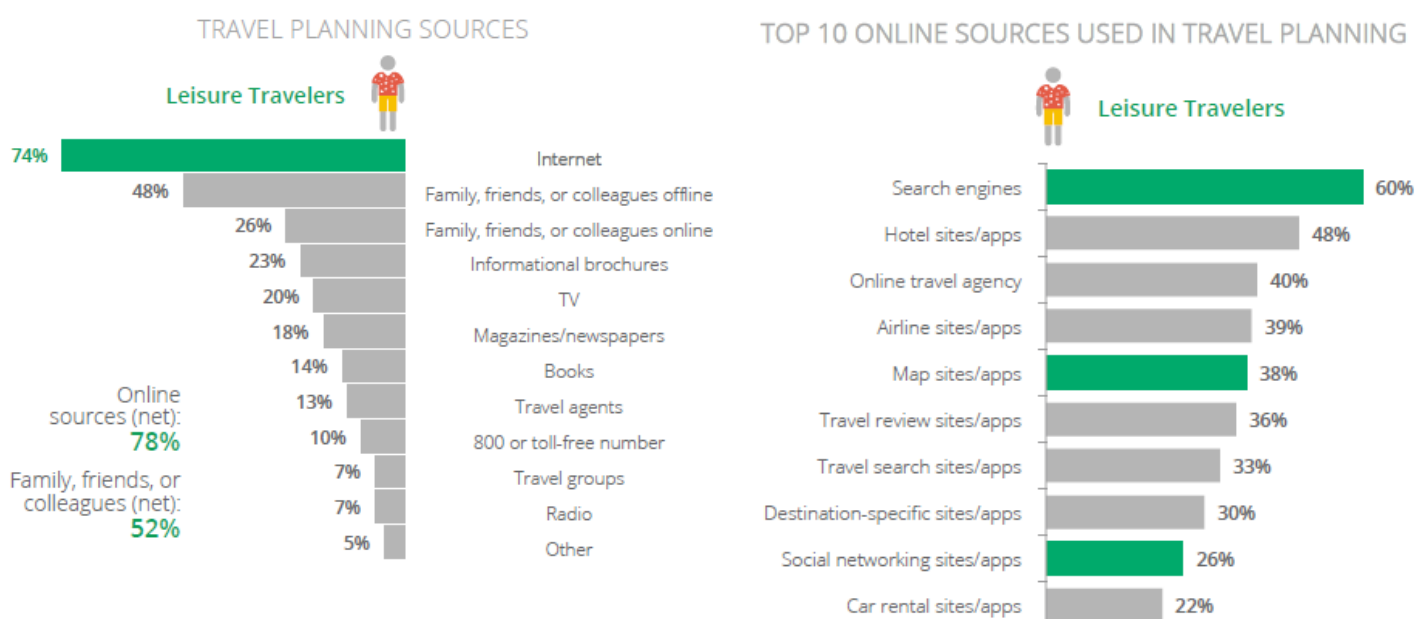 TRAVEL PLANNING SOURCES
Leisure Travelers
74% Internet
48% Family, friends, or colleagues offline
26% Family, friends, or colleagues online
23% Informational brochures
20% TV
18% Magazines/newspapers
14% Books
13% Travel agents
10% 800 or toll-free number
7% Travel groups
7% Radio
5% Other
Online
sources (net):
78%
Family, friends, or
colleagues (net):
52%
TOP 10 ONLINE SOURCES USED IN TRAVEL PLANNING
Leisure Travelers
Search engines 60%
Hotel sites/apps 48%
Online travel agency 40%
Airline sites/apps 39%
Map sites/apps 38%
Travel review sites/apps 36%
Travel search sites/apps 33%
Destination-specific sites/apps 30%
Social networking sites/apps 26%
Car rental sites/apps 22%